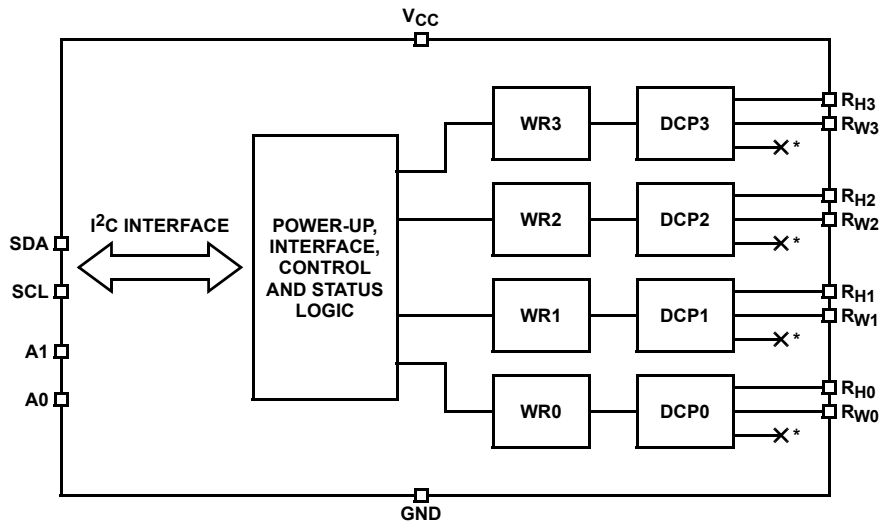 VCC
WR3
DCP3
RH3
RW3
*
WR2
DCP2
RH2
RW2
*
I2C INTERFACE
SDA
SCL
A1
A0
POWER-UP,
INTERFACE,
CONTROL
AND STATUS
LOGIC
WR1
DCP1
RH1
RW1
*
WR0
DCP0
RH0
RW0
*
GND